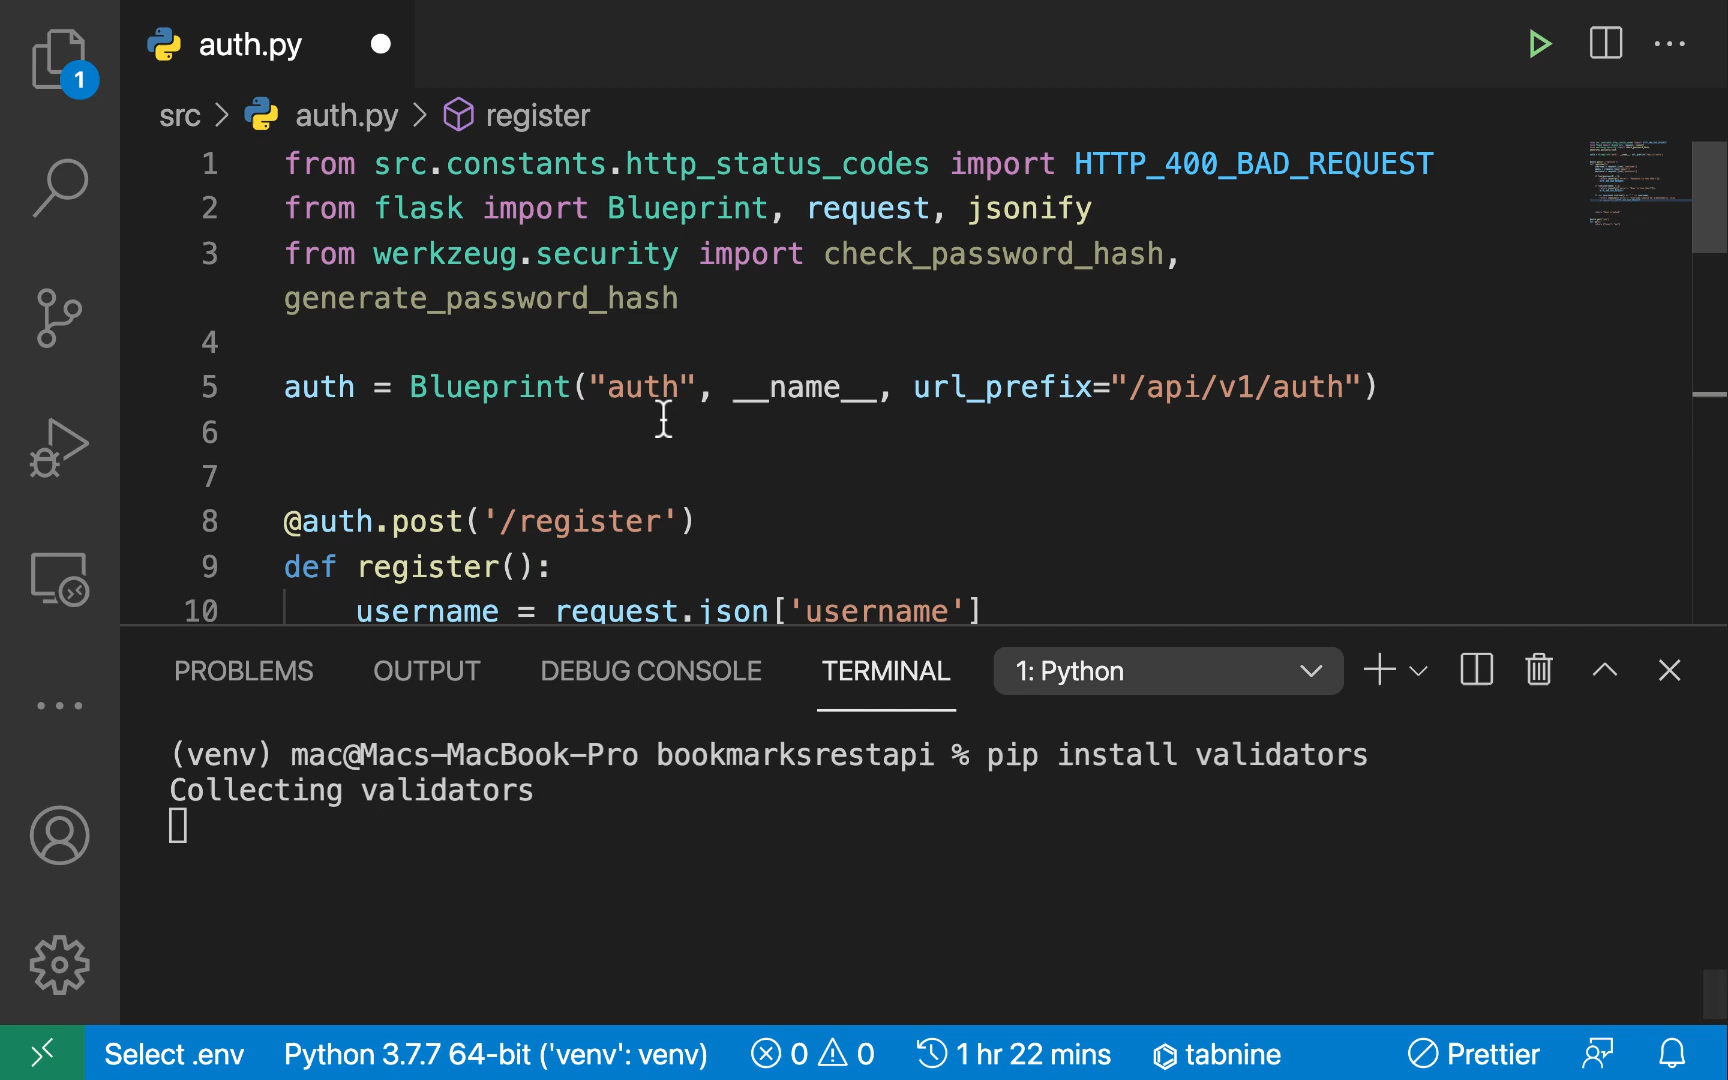 auth.py
1
src > auth.py > register
1 from src.constants.http_status_codes import HTTP_400_BAD_REQUEST
2 from flask import Blueprint, request, jsonify
3 from werkzeug.security import check_password_hash,
generate_password_hash
4
5 auth = Blueprint("auth", __name__, url_prefix="/api/v1/auth")
6
7
8 @auth.post('/register')
9 def register():
10 username = request.json['username']
PROBLEMS OUTPUT DEBUG CONSOLE TERMINAL 1: Python
(venv) mac@Macs-MacBook-Pro bookmarksrestapi % pip install validators
Collecting validators
Select .env Python 3.7.7 64-bit ('venv': venv) 0 0 1 hr 22 mins tabnine Prettier